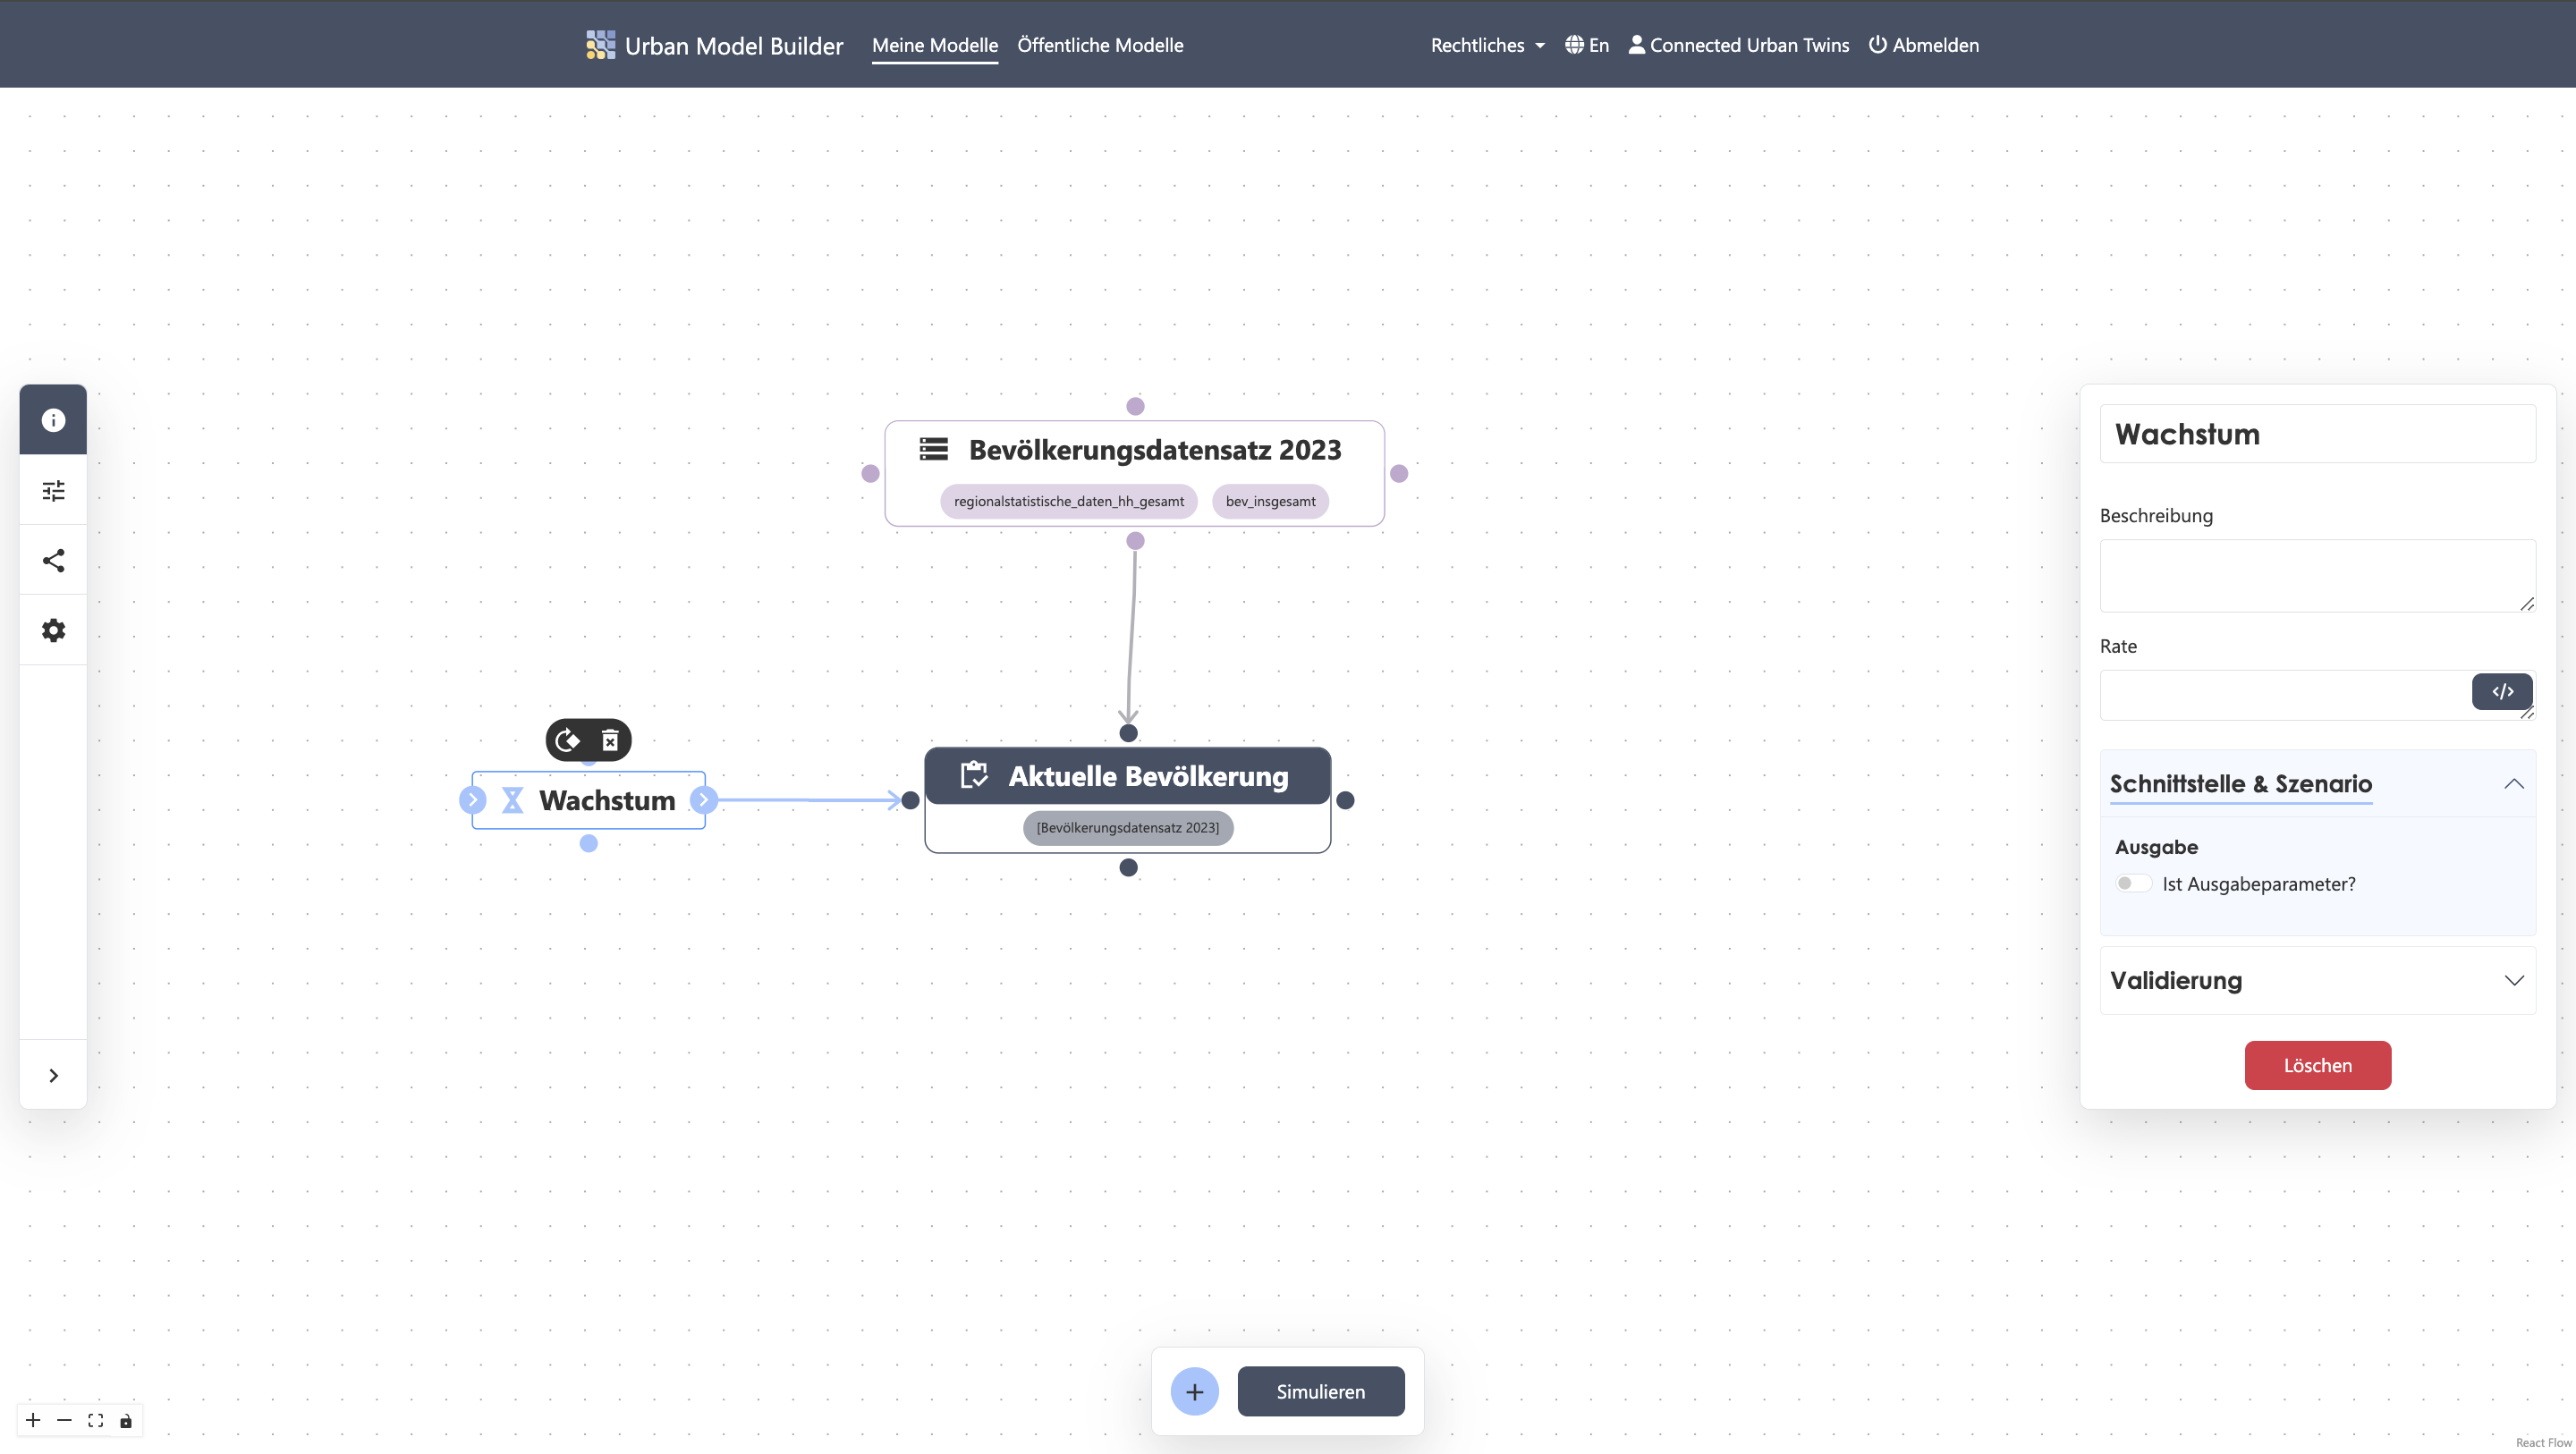 Urban Model Builder Meine Modelle Öffentliche Modelle Rechtliches En Connected Urban Twins Abmelden
Bevölkerungsdatensatz 2023
regionalstatistische_daten_hh_gesamt bev_insgesamt
Wachstum
Aktuelle Bevölkerung
[Bevölkerungsdatensatz 2023]
Wachstum
Beschreibung
Rate
</>
Schnittstelle & Szenario
Ausgabe
Ist Ausgabeparameter?
Validierung
Löschen
Simulieren
React Flow